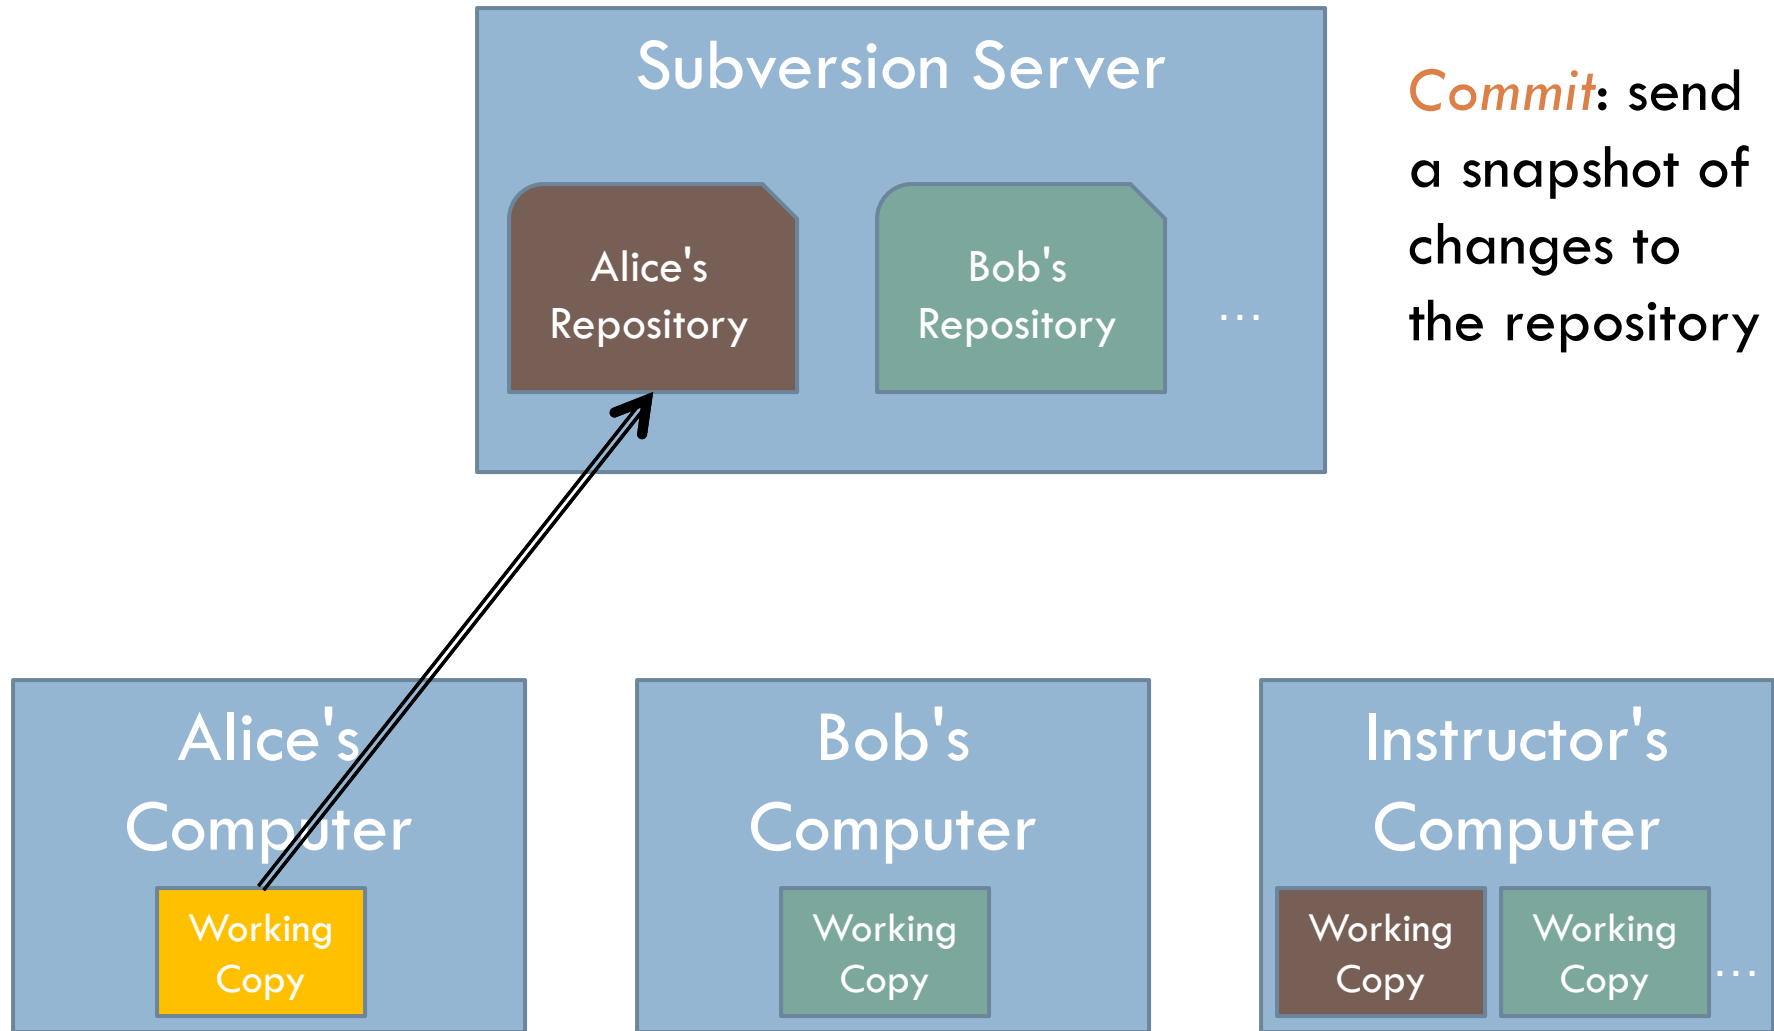 Subversion Server
Commit: send
a snapshot of
changes to
the repository
Alice's
Repository
Bob's
Repository
...
Alice's
Computer
Working
Copy
Bob's
Computer
Working
Copy
Instructor's
Computer
Working
Copy
Working
Copy
...